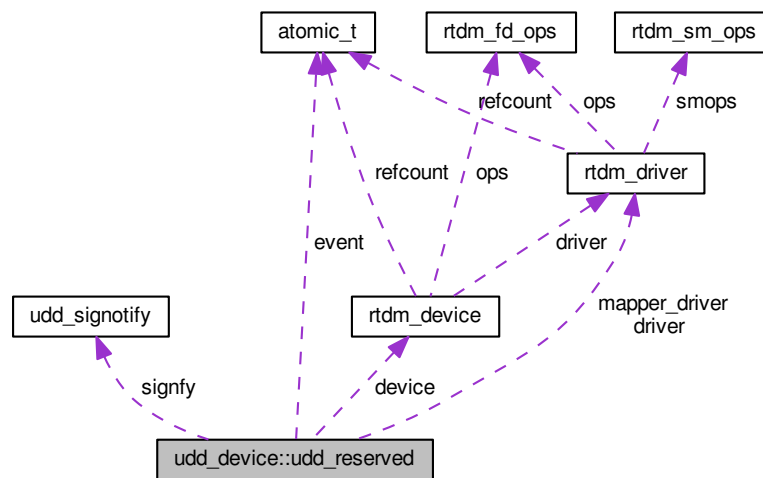 atomic_t
rtdm_fd_ops
rtdm_sm_ops
refcount
ops
smops
refcount
ops
rtdm_driver
event
driver
udd_signotify
rtdm_device
mapper_driver
driver
signfy
device
udd_device::udd_reserved